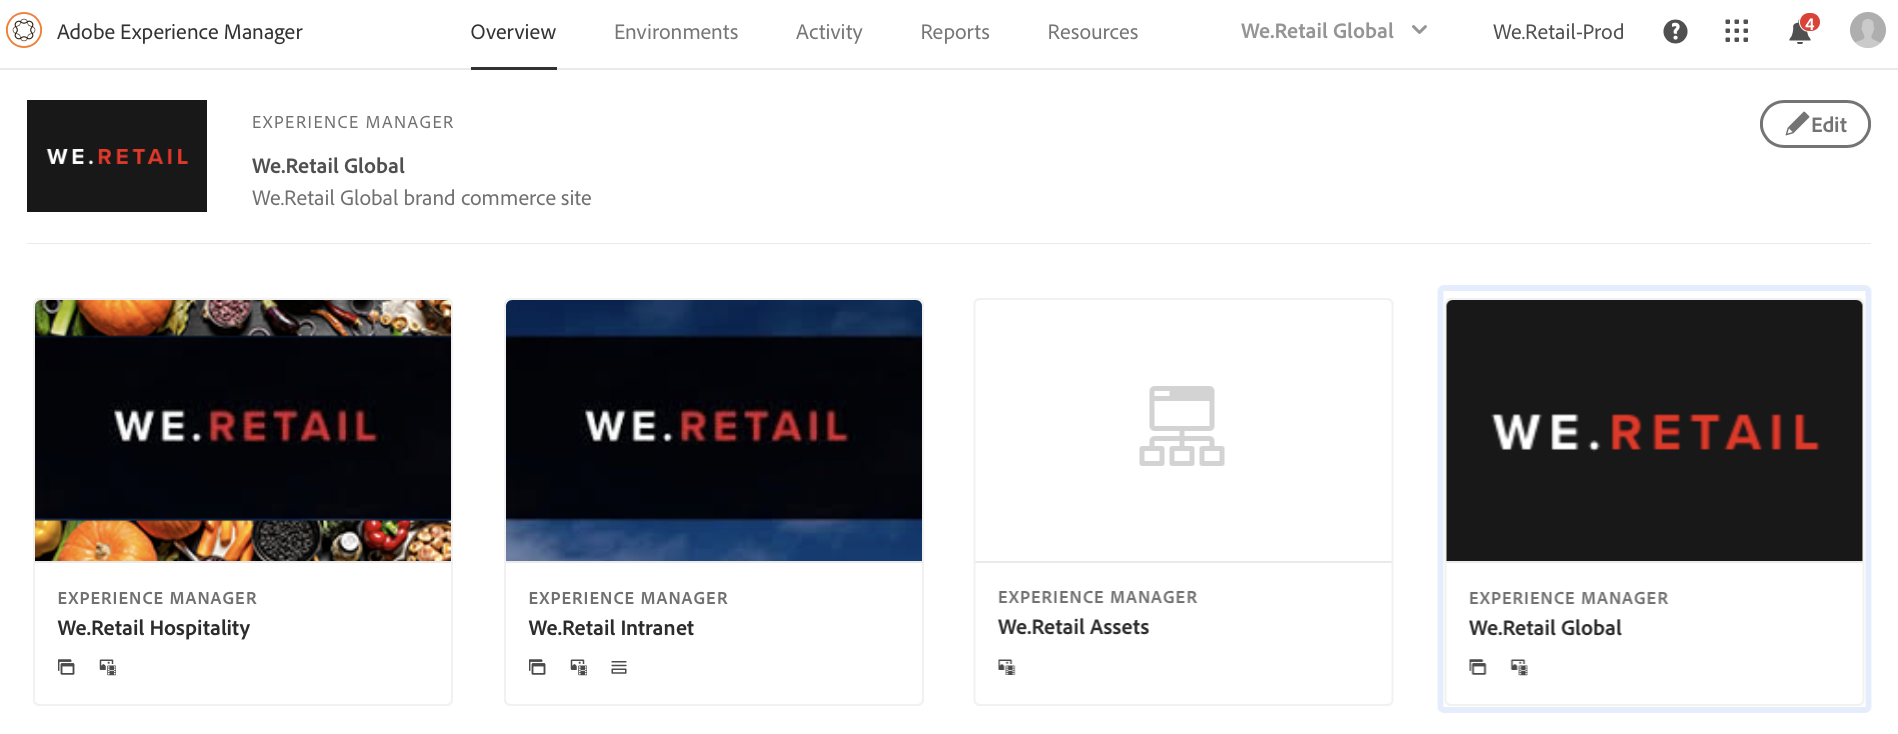 Adobe Experience Manager
Overview
Environments
Activity
Reports
Resources
We.Retail Global
We.Retail-Prod
4
WE.RETAIL
EXPERIENCE MANAGER
We.Retail Global
We.Retail Global brand commerce site
Edit
WE.RETAIL
EXPERIENCE MANAGER
We.Retail Hospitality
WE.RETAIL
EXPERIENCE MANAGER
We.Retail Intranet
EXPERIENCE MANAGER
We.Retail Assets
WE.RETAIL
EXPERIENCE MANAGER
We.Retail Global